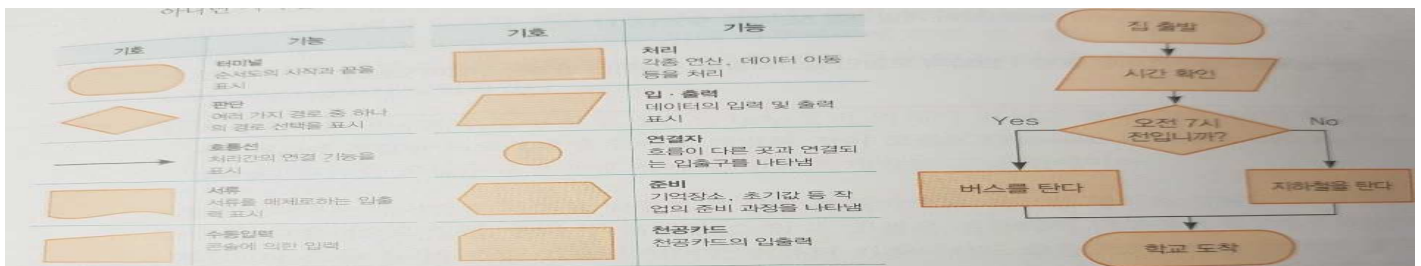 기호 기능
터미널
순서도의 시작과 끝을
표시
판단
여러 가지 경로 중 하나
의 경로 선택을 표시
흐름선
처리간의 연결 기능을
표시
서류
서류를 매체로하는 입출
력 표시
수동입력
콘솔에 의한 입력
기호 기능
처리
각종 연산, 데이터 이동
등을 처리
입·출력
데이터의 입력 및 출력
표시
연결자
흐름이 다른 곳과 연결되
는 입출구를 나타냄
준비
기억장소, 초기값 등 작
업의 준비 과정을 나타냄
천공카드
천공카드의 입출력
집 출발
시간 확인
오전 7시
전입니까?
Yes No
버스를 탄다 지하철을 탄다
학교 도착